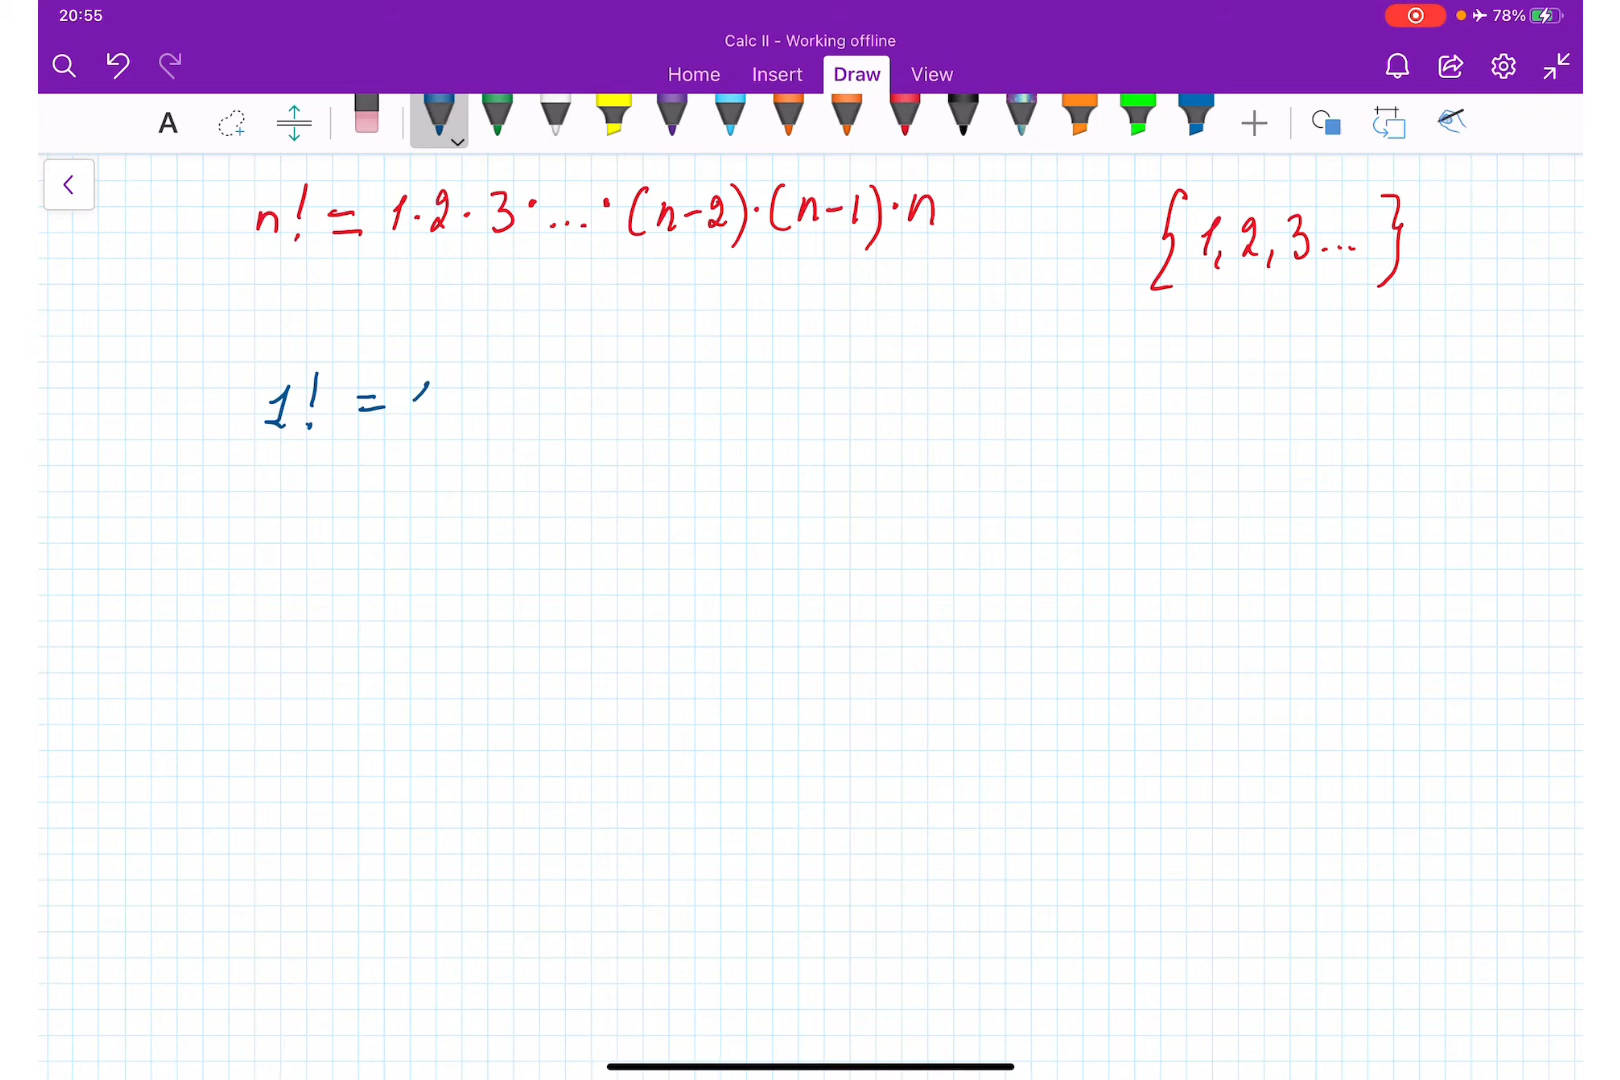 20:55
78%
Calc II - Working offline
Home Insert Draw View
A
n! = 1·2·3·...·(n-2)·(n-1)·n
{1,2,3...}
1! =